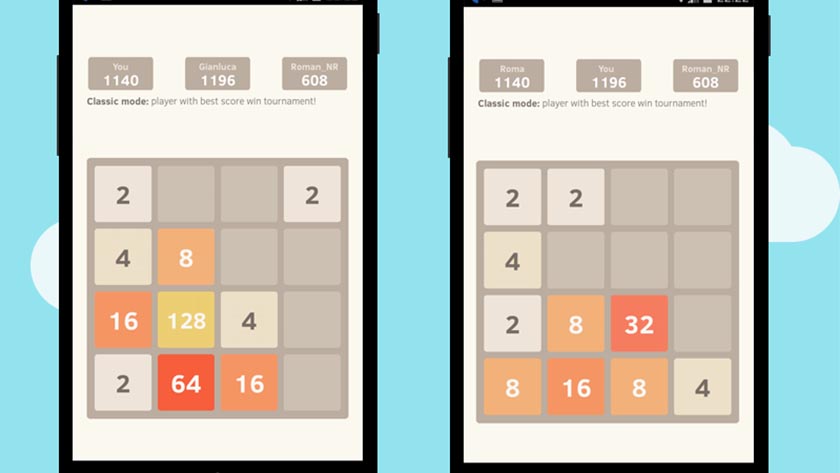 You Gianluca Roman_NR
1140 1196 608
Classic mode: player with best score win tournament!
2 2
4 8
16 128 4
2 64 16
Roma You Roman_NR
1140 1196 608
Classic mode: player with best score win tournament!
2 2
4
2 8 32
8 16 8 4